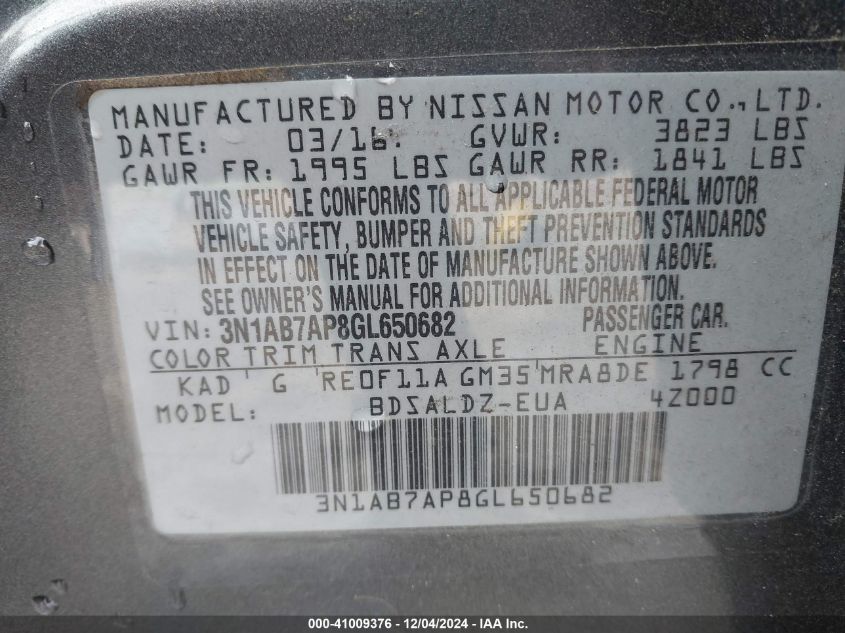 MANUFACTURED BY NISSAN MOTOR CO., LTD.
DATE: 03/16. GVWR: 3823 LBS
GAWR FR: 1995 LBS GAWR RR: 1841 LBS
THIS VEHICLE CONFORMS TO ALL APPLICABLE FEDERAL MOTOR
VEHICLE SAFETY, BUMPER AND THEFT PREVENTION STANDARDS
IN EFFECT ON THE DATE OF MANUFACTURE SHOWN ABOVE.
SEE OWNER'S MANUAL FOR ADDITIONAL INFORMATION.
VIN: 3N1AB7AP8GL650682 PASSENGER CAR.
COLOR TRIM TRANS AXLE ENGINE
KAD G RE0F11A GM35 MRA8DE 1798 CC
MODEL: BDSALDZ-EUA 4Z000
3N1AB7AP8GL650682
000-41009376 - 12/04/2024 - IAA Inc.